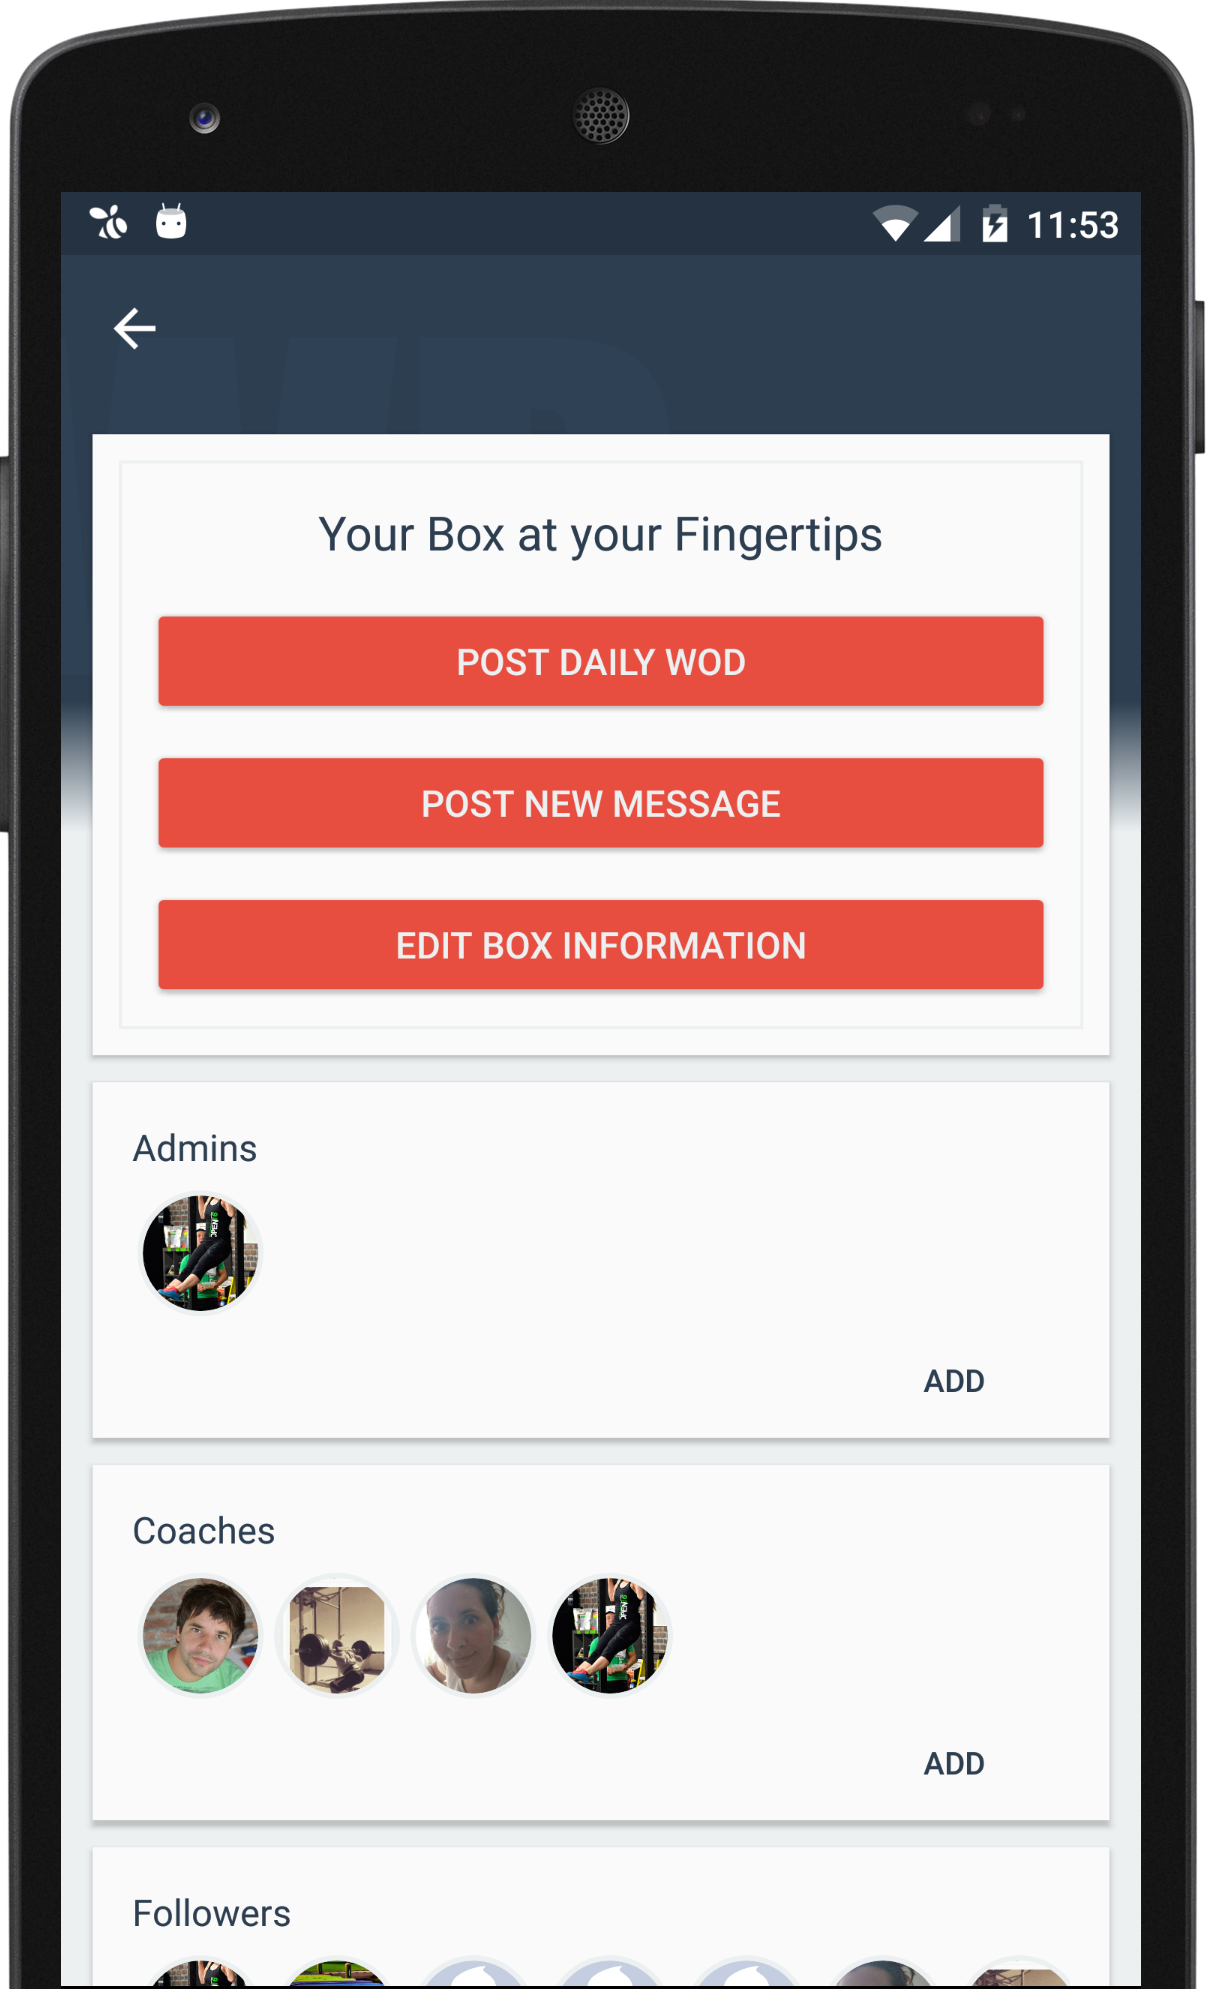 11:53
Your Box at your Fingertips
POST DAILY WOD
POST NEW MESSAGE
EDIT BOX INFORMATION
Admins
ADD
Coaches
ADD
Followers